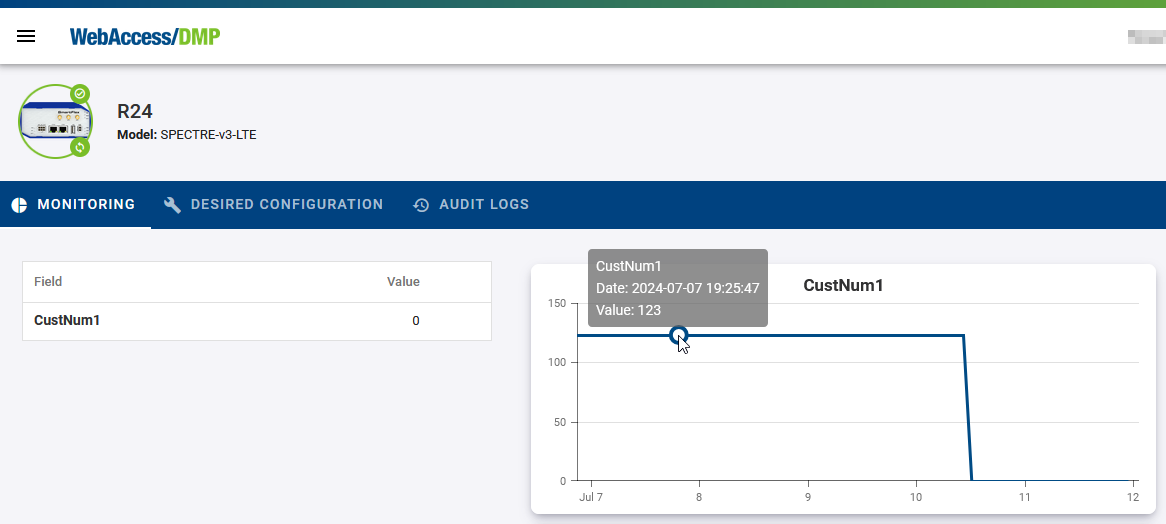 WebAccess/DMP
R24
Model: SPECTRE-v3-LTE
MONITORING
DESIRED CONFIGURATION
AUDIT LOGS
Field Value
CustNum1 0
CustNum1
CustNum1
Date: 2024-07-07 19:25:47
Value: 123
150
100
50
0
Jul 7 8 9 10 11 12